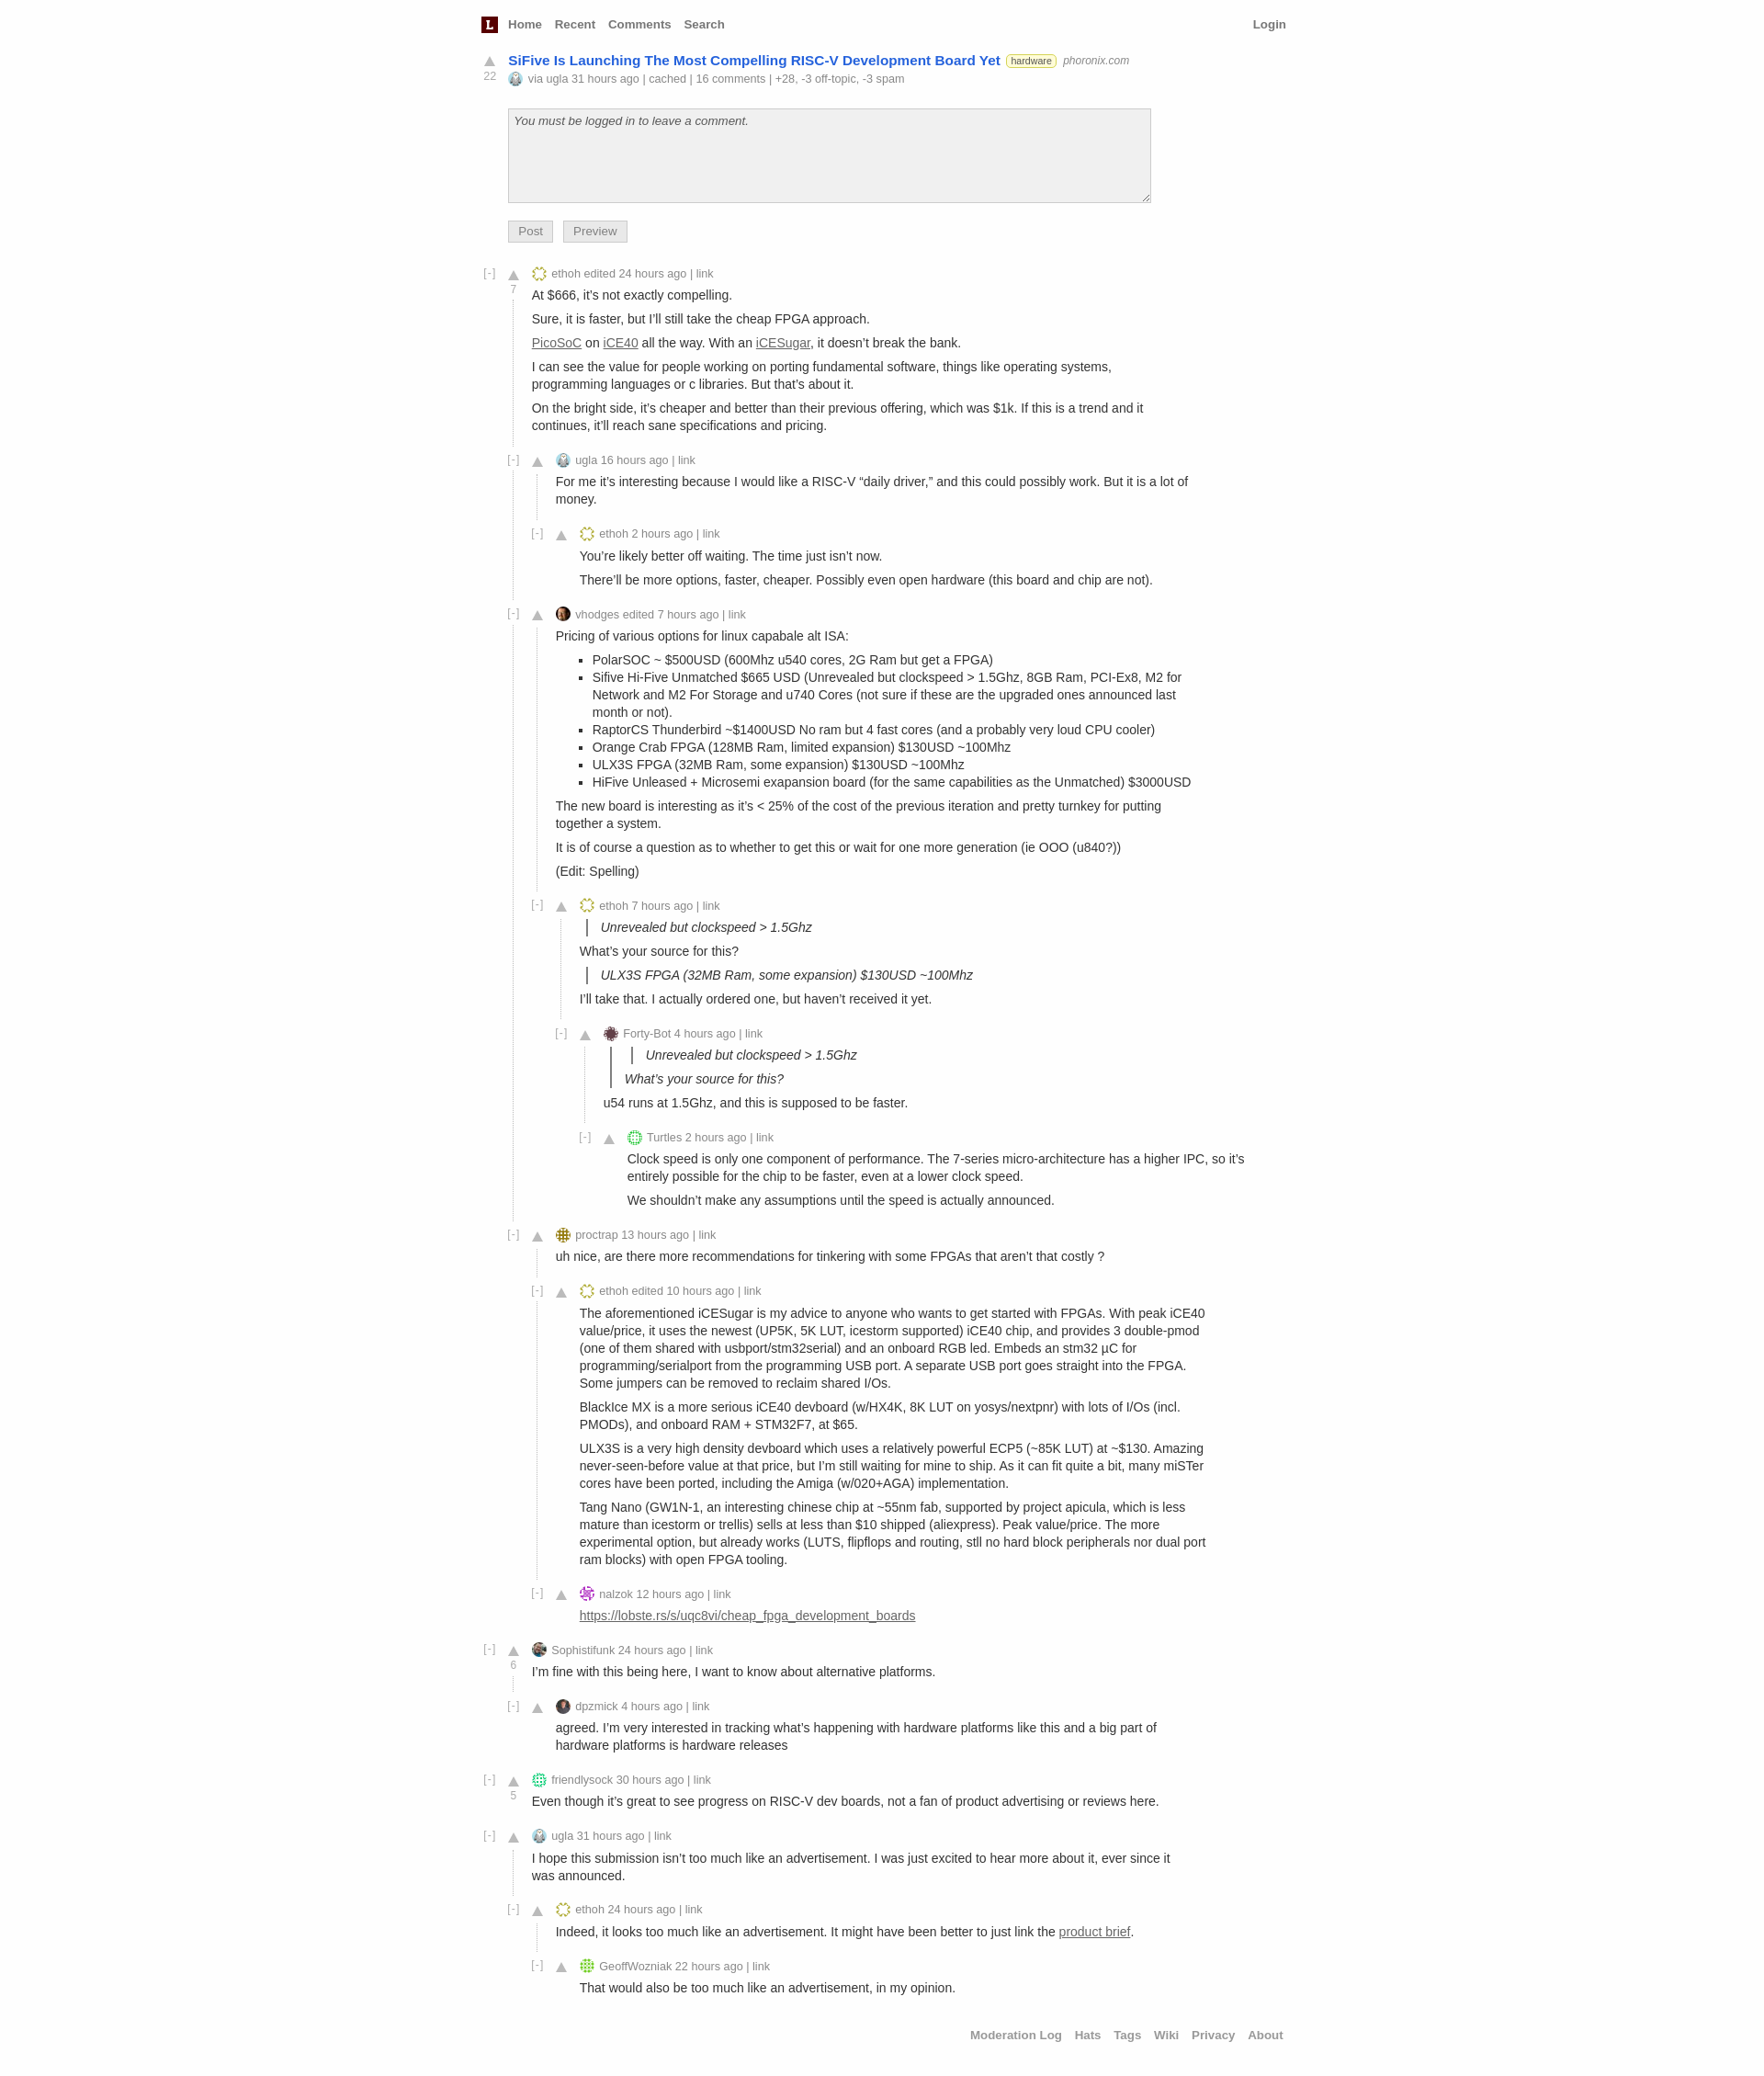 L Home Recent Comments Search Login
SiFive Is Launching The Most Compelling RISC-V Development Board Yet hardware phoronix.com
22 via ugla 31 hours ago | cached | 16 comments | +28, -3 off-topic, -3 spam
You must be logged in to leave a comment.
Post Preview
[-] ethoh edited 24 hours ago | link
7
At $666, it’s not exactly compelling.
Sure, it is faster, but I’ll still take the cheap FPGA approach.
PicoSoC on iCE40 all the way. With an iCESugar, it doesn’t break the bank.
I can see the value for people working on porting fundamental software, things like operating systems,
programming languages or c libraries. But that’s about it.
On the bright side, it’s cheaper and better than their previous offering, which was $1k. If this is a trend and it
continues, it’ll reach sane specifications and pricing.
[-] ugla 16 hours ago | link
For me it’s interesting because I would like a RISC-V “daily driver,” and this could possibly work. But it is a lot of
money.
[-] ethoh 2 hours ago | link
You’re likely better off waiting. The time just isn’t now.
There’ll be more options, faster, cheaper. Possibly even open hardware (this board and chip are not).
[-] vhodges edited 7 hours ago | link
Pricing of various options for linux capabale alt ISA:
▪ PolarSOC ~ $500USD (600Mhz u540 cores, 2G Ram but get a FPGA)
▪ Sifive Hi-Five Unmatched $665 USD (Unrevealed but clockspeed > 1.5Ghz, 8GB Ram, PCI-Ex8, M2 for
Network and M2 For Storage and u740 Cores (not sure if these are the upgraded ones announced last
month or not).
▪ RaptorCS Thunderbird ~$1400USD No ram but 4 fast cores (and a probably very loud CPU cooler)
▪ Orange Crab FPGA (128MB Ram, limited expansion) $130USD ~100Mhz
▪ ULX3S FPGA (32MB Ram, some expansion) $130USD ~100Mhz
▪ HiFive Unleased + Microsemi exapansion board (for the same capabilities as the Unmatched) $3000USD
The new board is interesting as it’s < 25% of the cost of the previous iteration and pretty turnkey for putting
together a system.
It is of course a question as to whether to get this or wait for one more generation (ie OOO (u840?))
(Edit: Spelling)
[-] ethoh 7 hours ago | link
Unrevealed but clockspeed > 1.5Ghz
What’s your source for this?
ULX3S FPGA (32MB Ram, some expansion) $130USD ~100Mhz
I’ll take that. I actually ordered one, but haven’t received it yet.
[-] Forty-Bot 4 hours ago | link
Unrevealed but clockspeed > 1.5Ghz
What’s your source for this?
u54 runs at 1.5Ghz, and this is supposed to be faster.
[-] Turtles 2 hours ago | link
Clock speed is only one component of performance. The 7-series micro-architecture has a higher IPC, so it’s
entirely possible for the chip to be faster, even at a lower clock speed.
We shouldn’t make any assumptions until the speed is actually announced.
[-] proctrap 13 hours ago | link
uh nice, are there more recommendations for tinkering with some FPGAs that aren’t that costly ?
[-] ethoh edited 10 hours ago | link
The aforementioned iCESugar is my advice to anyone who wants to get started with FPGAs. With peak iCE40
value/price, it uses the newest (UP5K, 5K LUT, icestorm supported) iCE40 chip, and provides 3 double-pmod
(one of them shared with usbport/stm32serial) and an onboard RGB led. Embeds an stm32 µC for
programming/serialport from the programming USB port. A separate USB port goes straight into the FPGA.
Some jumpers can be removed to reclaim shared I/Os.
BlackIce MX is a more serious iCE40 devboard (w/HX4K, 8K LUT on yosys/nextpnr) with lots of I/Os (incl.
PMODs), and onboard RAM + STM32F7, at $65.
ULX3S is a very high density devboard which uses a relatively powerful ECP5 (~85K LUT) at ~$130. Amazing
never-seen-before value at that price, but I’m still waiting for mine to ship. As it can fit quite a bit, many miSTer
cores have been ported, including the Amiga (w/020+AGA) implementation.
Tang Nano (GW1N-1, an interesting chinese chip at ~55nm fab, supported by project apicula, which is less
mature than icestorm or trellis) sells at less than $10 shipped (aliexpress). Peak value/price. The more
experimental option, but already works (LUTS, flipflops and routing, stll no hard block peripherals nor dual port
ram blocks) with open FPGA tooling.
[-] nalzok 12 hours ago | link
https://lobste.rs/s/uqc8vi/cheap_fpga_development_boards
[-] Sophistifunk 24 hours ago | link
6
I’m fine with this being here, I want to know about alternative platforms.
[-] dpzmick 4 hours ago | link
agreed. I’m very interested in tracking what’s happening with hardware platforms like this and a big part of
hardware platforms is hardware releases
[-] friendlysock 30 hours ago | link
5
Even though it’s great to see progress on RISC-V dev boards, not a fan of product advertising or reviews here.
[-] ugla 31 hours ago | link
I hope this submission isn’t too much like an advertisement. I was just excited to hear more about it, ever since it
was announced.
[-] ethoh 24 hours ago | link
Indeed, it looks too much like an advertisement. It might have been better to just link the product brief.
[-] GeoffWozniak 22 hours ago | link
That would also be too much like an advertisement, in my opinion.
Moderation Log Hats Tags Wiki Privacy About